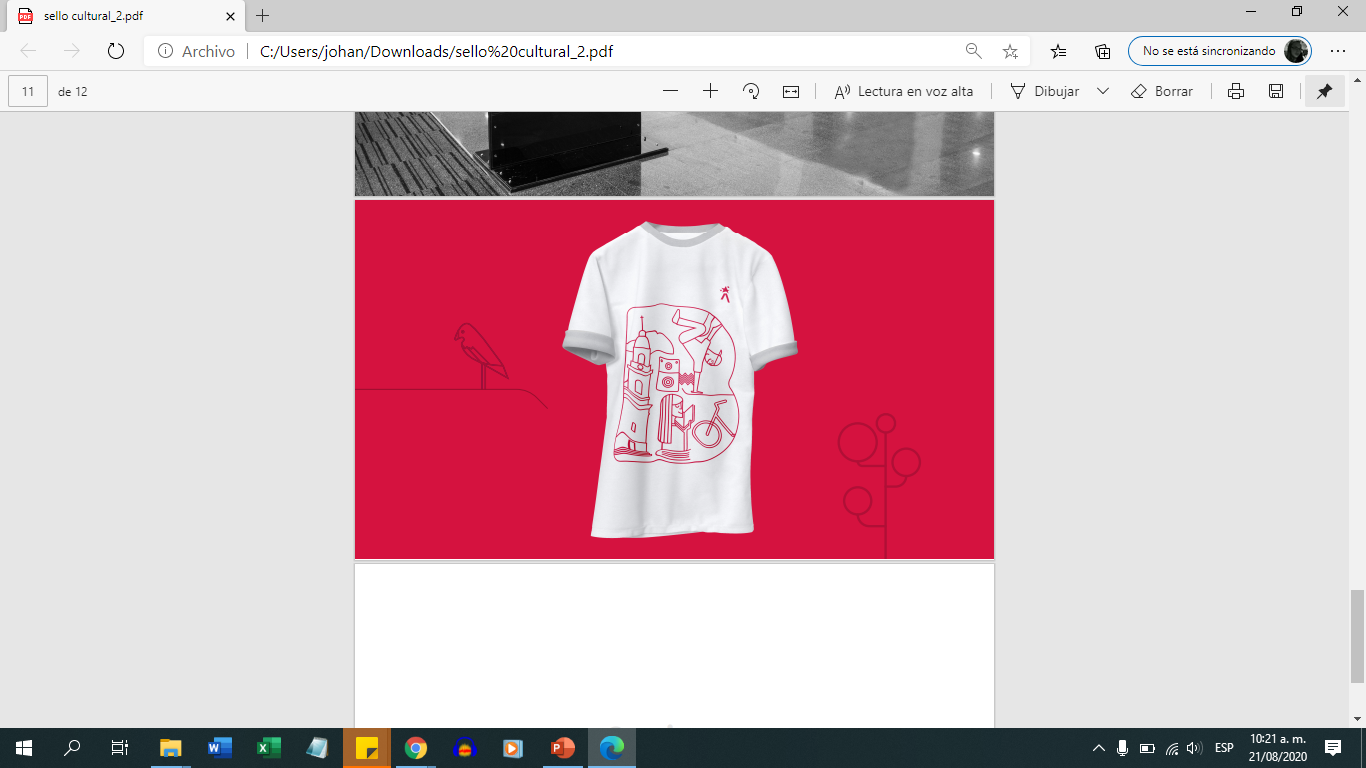 sello cultural_2.pdf
Archivo
C:/Users/johan/Downloads/sello%20cultural_2.pdf
No se está sincronizando
11
de 12
Lectura en voz alta
Dibujar
Borrar
ESP
10:21 a. m.
21/08/2020